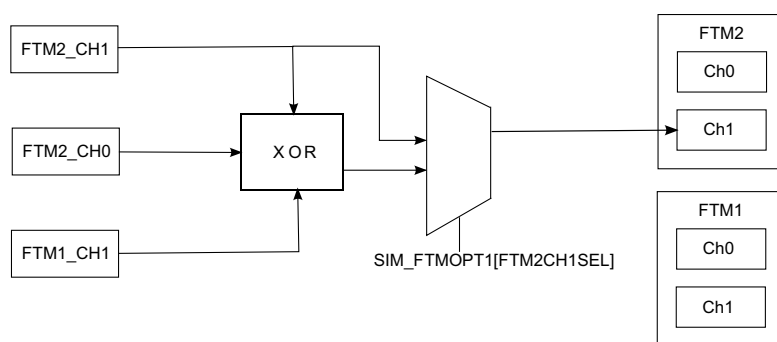 FTM2_CH1
FTM2_CH0
FTM1_CH1
XOR
SIM_FTMOPT1[FTM2CH1SEL]
FTM2
Ch0
Ch1
FTM1
Ch0
Ch1